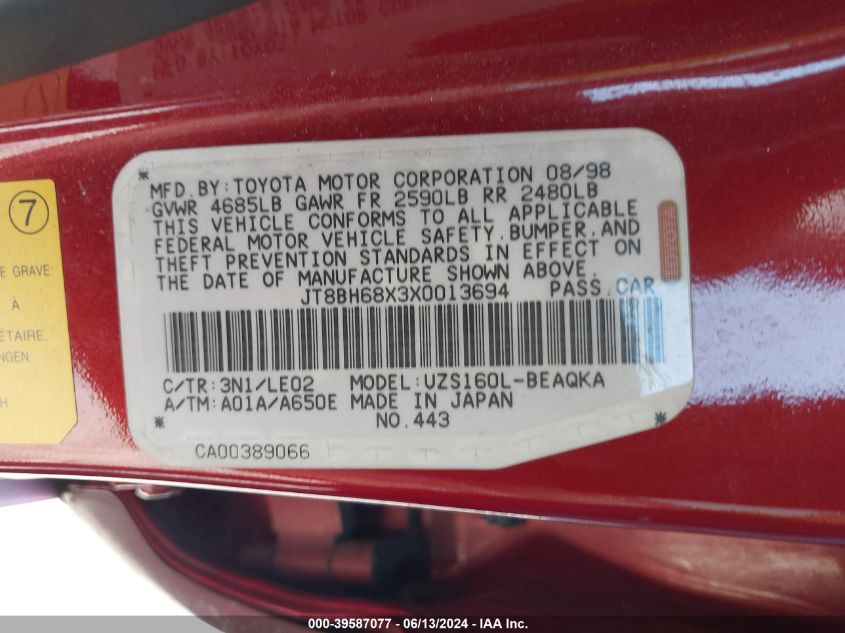 MFD.BY:TOYOTA MOTOR CORPORATION 08/98
GVWR 4685LB GAWR FR 2590LB RR 2480LB
THIS VEHICLE CONFORMS TO ALL APPLICABLE
FEDERAL MOTOR VEHICLE SAFETY,BUMPER,AND
THEFT PREVENTION STANDARDS IN EFFECT ON
THE DATE OF MANUFACTURE SHOWN ABOVE.
JT8BH68X3X0013694 PASS.CAR
C/TR:3N1/LE02 MODEL:UZS160L-BEAQKA
A/TM:A01A/A650E MADE IN JAPAN
NO.443
CA00389066
7
E GRAVE
A
ÉTAIRE.
NGEN
H
000-39587077 - 06/13/2024 - IAA Inc.